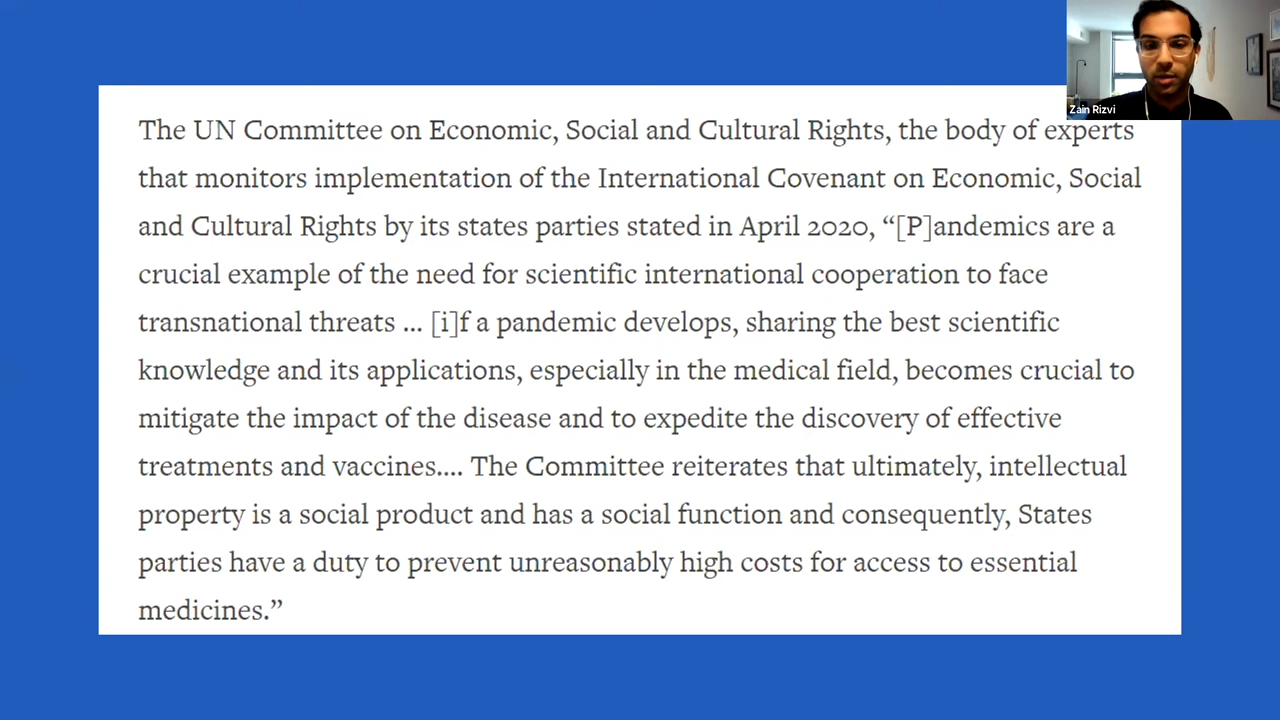 Zain Rizvi
The UN Committee on Economic, Social and Cultural Rights, the body of experts
that monitors implementation of the International Covenant on Economic, Social
and Cultural Rights by its states parties stated in April 2020, “[P]andemics are a
crucial example of the need for scientific international cooperation to face
transnational threats ... [i]f a pandemic develops, sharing the best scientific
knowledge and its applications, especially in the medical field, becomes crucial to
mitigate the impact of the disease and to expedite the discovery of effective
treatments and vaccines.... The Committee reiterates that ultimately, intellectual
property is a social product and has a social function and consequently, States
parties have a duty to prevent unreasonably high costs for access to essential
medicines.”